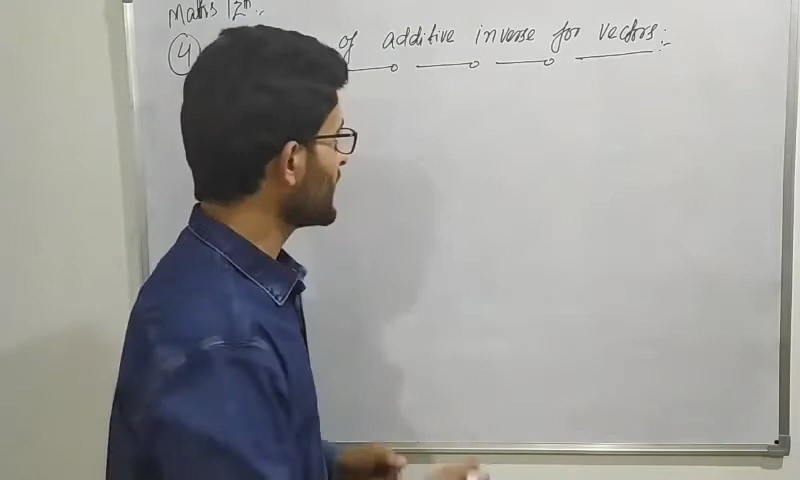 Maths 12th :-
4 of additive inverse for vectors :-